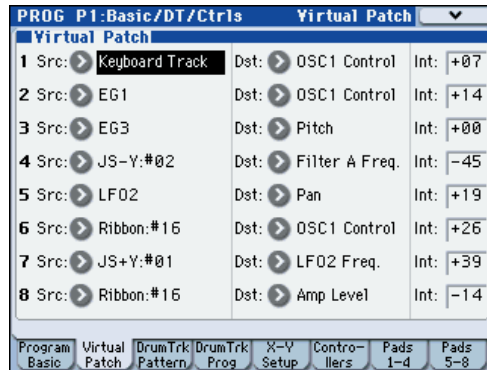 PROG P1:Basic/DT/Ctrls Virtual Patch
Virtual Patch
1 Src: Keyboard Track Dst: OSC1 Control Int: +07
2 Src: EG1 Dst: OSC1 Control Int: +14
3 Src: EG3 Dst: Pitch Int: +00
4 Src: JS-Y:#02 Dst: Filter A Freq. Int: -45
5 Src: LFO2 Dst: Pan Int: +19
6 Src: Ribbon:#16 Dst: OSC1 Control Int: +26
7 Src: JS+Y:#01 Dst: LFO2 Freq. Int: +39
8 Src: Ribbon:#16 Dst: Amp Level Int: -14
Program Virtual DrumTrk DrumTrk X-Y Contro- Pads Pads
Basic Patch Pattern Prog Setup llers 1-4 5-8